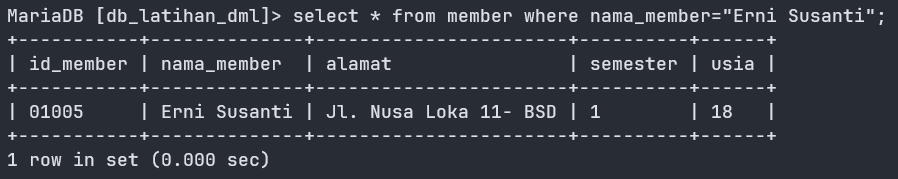 MariaDB [db_latihan_dml]> select * from member where nama_member="Erni Susanti";
+-----------+--------------+-----------------------+----------+------+
| id_member | nama_member  | alamat                | semester | usia |
+-----------+--------------+-----------------------+----------+------+
| 01005     | Erni Susanti | Jl. Nusa Loka 11- BSD | 1        | 18   |
+-----------+--------------+-----------------------+----------+------+
1 row in set (0.000 sec)